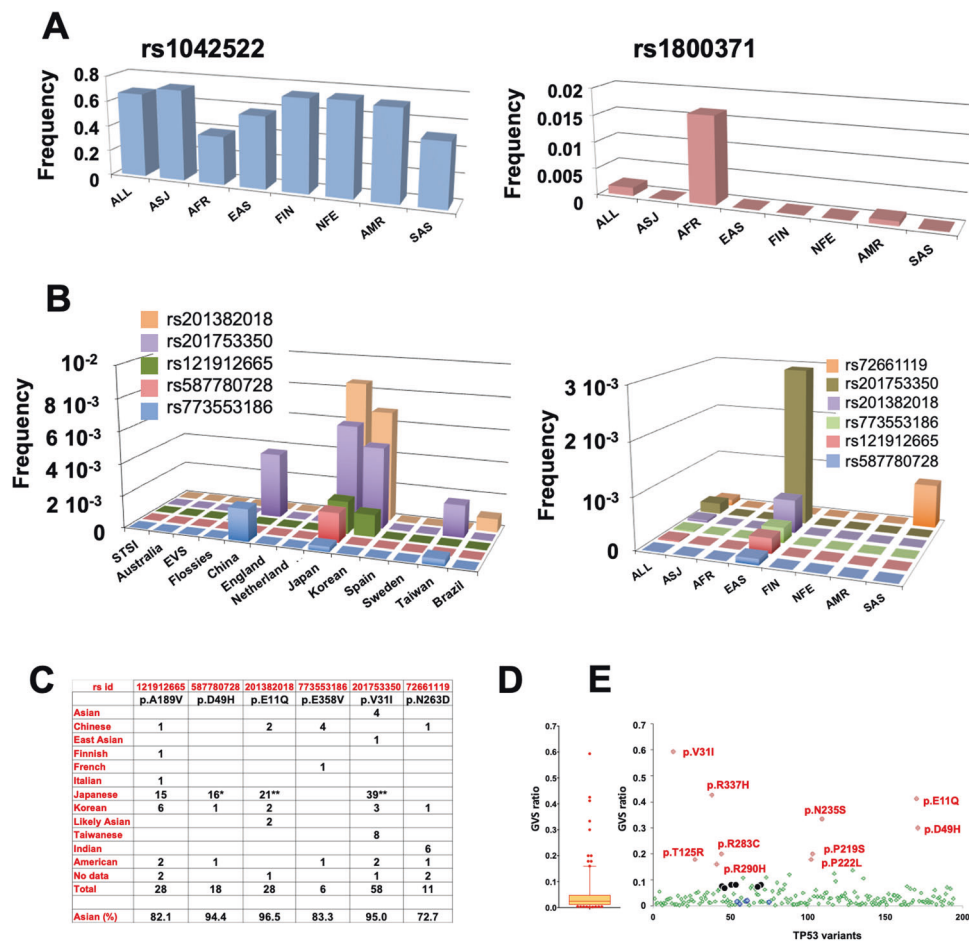 A
rs1042522
Frequency
0.8
0.6
0.4
0.2
0
ALL ASJ AFR EAS FIN NFE AMR SAS
rs1800371
Frequency
0.02
0.015
0.01
0.005
0
ALL ASJ AFR EAS FIN NFE AMR SAS
B
rs201382018
rs201753350
rs121912665
rs587780728
rs773553186
Frequency
10-2
8 10-3
6 10-3
4 10-3
2 10-3
0
STSI Australia EVS Flossies China England Netherland .. Japan Korean Spain Sweden Taiwan Brazil
rs72661119
rs201753350
rs201382018
rs773553186
rs121912665
rs587780728
Frequency
3 10-3
2 10-3
10-3
0
ALL ASJ AFR EAS FIN NFE AMR SAS
C
rs id 121912665 587780728 201382018 773553186 201753350 72661119
p.A189V p.D49H p.E11Q p.E358V p.V31I p.N263D
Asian 4
Chinese 1 2 4 1
East Asian 1
Finnish 1
French 1
Italian 1
Japanese 15 16* 21** 39**
Korean 6 1 2 3 1
Likely Asian 2
Taiwanese 8
Indian 6
American 2 1 1 2 1
No data 2 1 1 2
Total 28 18 28 6 58 11
Asian (%) 82.1 94.4 96.5 83.3 95.0 72.7
D
GVS ratio
0.7
0.6
0.5
0.4
0.3
0.2
0.1
0.0
E
GVS ratio
0.7
0.6
0.5
0.4
0.3
0.2
0.1
0
p.V31I
p.R337H
p.E11Q
p.N235S
p.D49H
p.R283C
p.P219S
p.T125R
p.P222L
p.R290H
0 50 100 150 200
TP53 variants